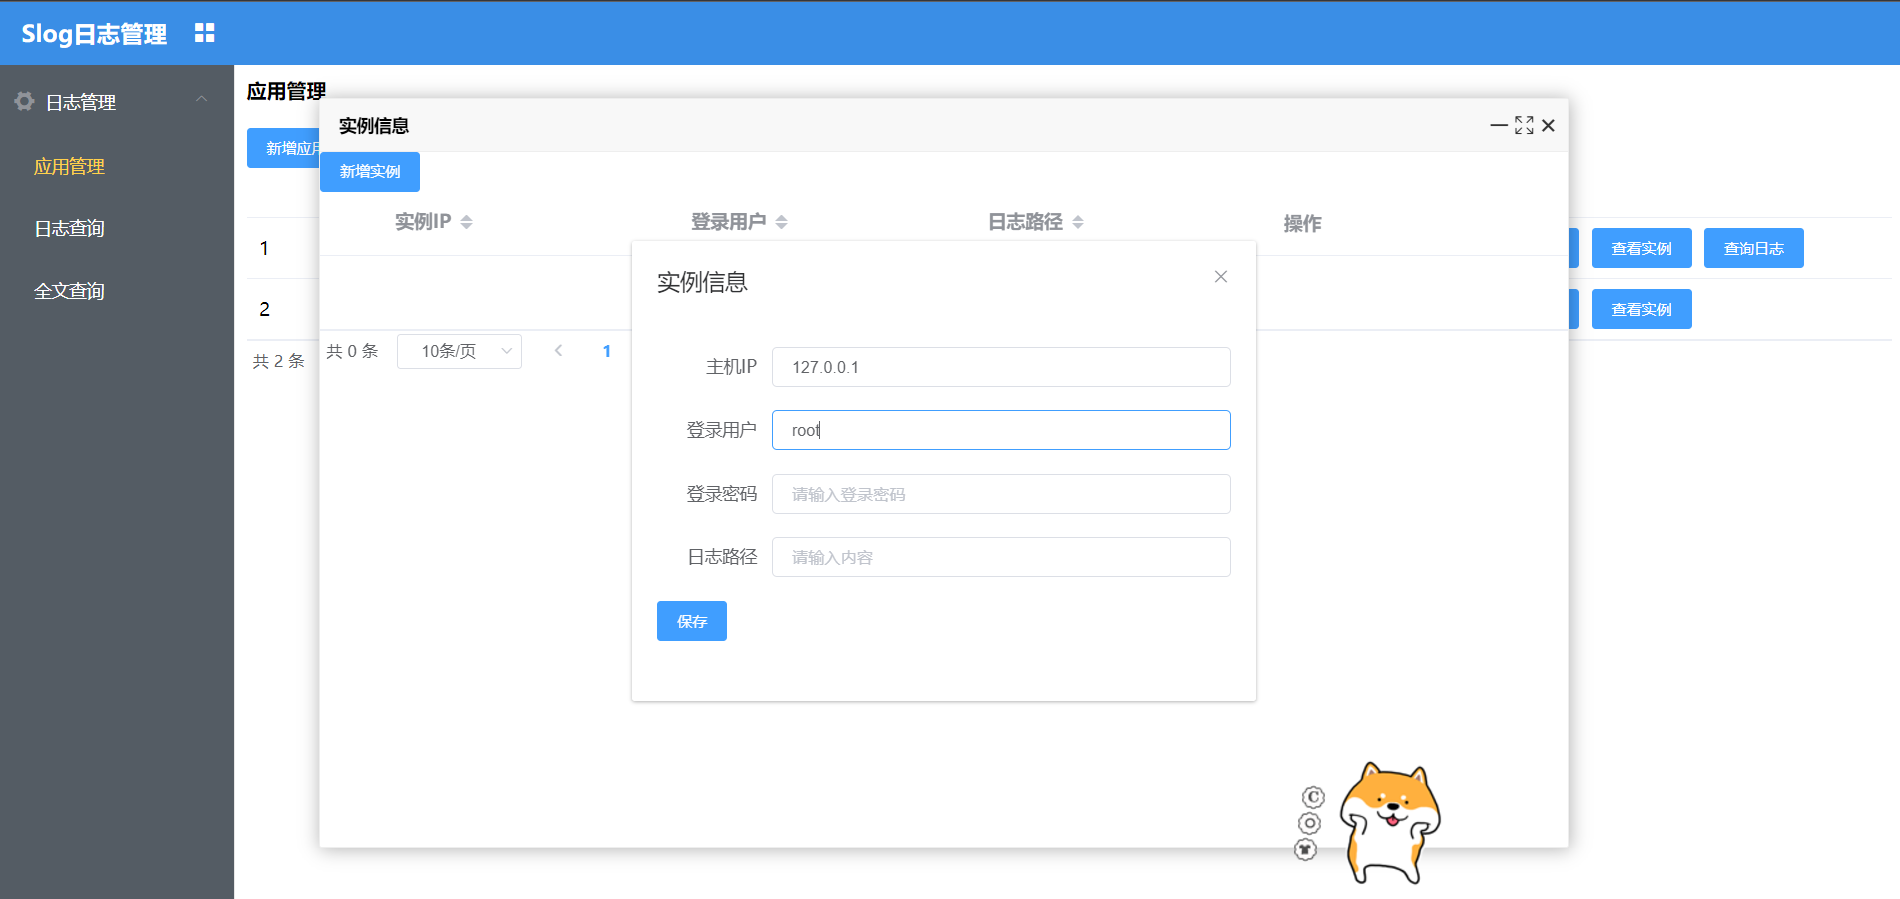 Slog日志管理
日志管理
应用管理
日志查询
全文查询
应用管理
新增应用
1
查看实例
查询日志
2
查看实例
共 2 条
实例信息
新增实例
实例IP
登录用户
日志路径
操作
共 0 条
10条/页
1
实例信息
主机IP
127.0.0.1
登录用户
root
登录密码
请输入登录密码
日志路径
请输入内容
保存
C